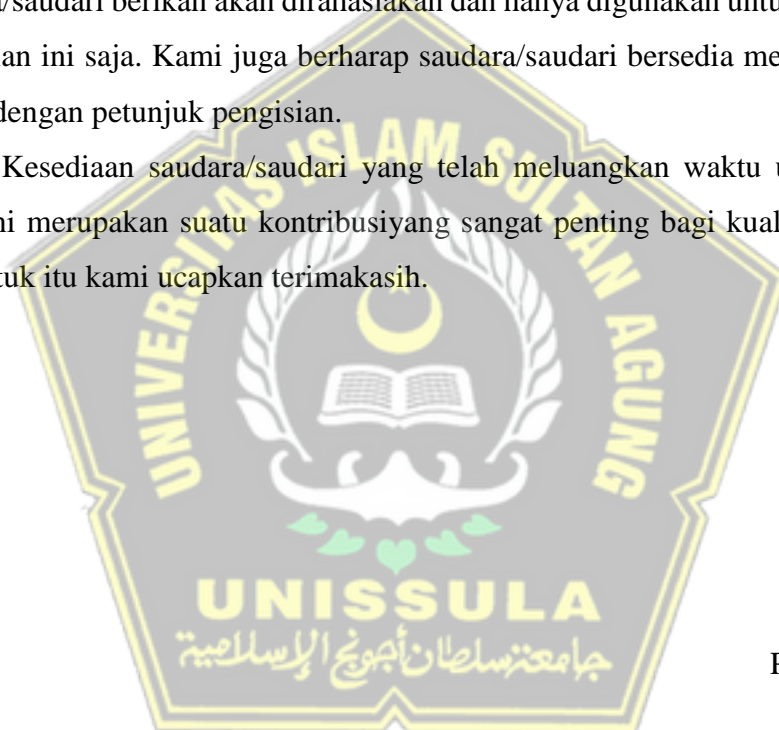 /saudari berikan akan dirahasiakan dan hanya digunakan untu
an ini saja. Kami juga berharap saudara/saudari bersedia me
dengan petunjuk pengisian.
Kesediaan saudara/saudari yang telah meluangkan waktu u
ni merupakan suatu kontribusiyang sangat penting bagi kual
tuk itu kami ucapkan terimakasih.
UNIVERSITAS ISLAM SULTAN AGUNG
UNISSULA
جامعة سلطان أجونج الإسلامية